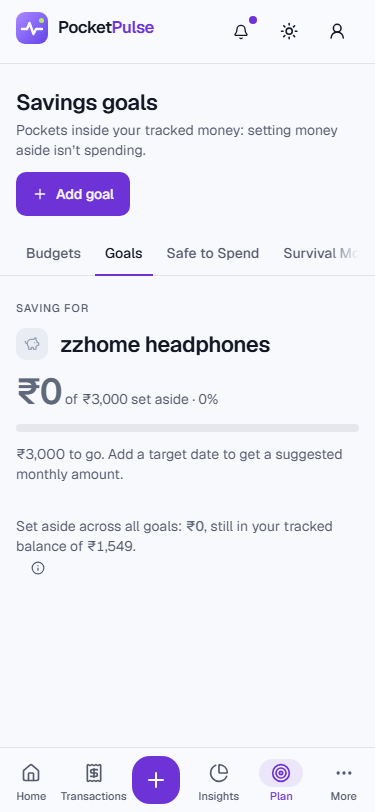 PocketPulse
Savings goals
Pockets inside your tracked money: setting money
aside isn't spending.
+ Add goal
Budgets Goals Safe to Spend Survival Mo
SAVING FOR
zzhome headphones
₹0 of ₹3,000 set aside · 0%
₹3,000 to go. Add a target date to get a suggested
monthly amount.
Set aside across all goals: ₹0, still in your tracked
balance of ₹1,549.
Home Transactions Insights Plan More